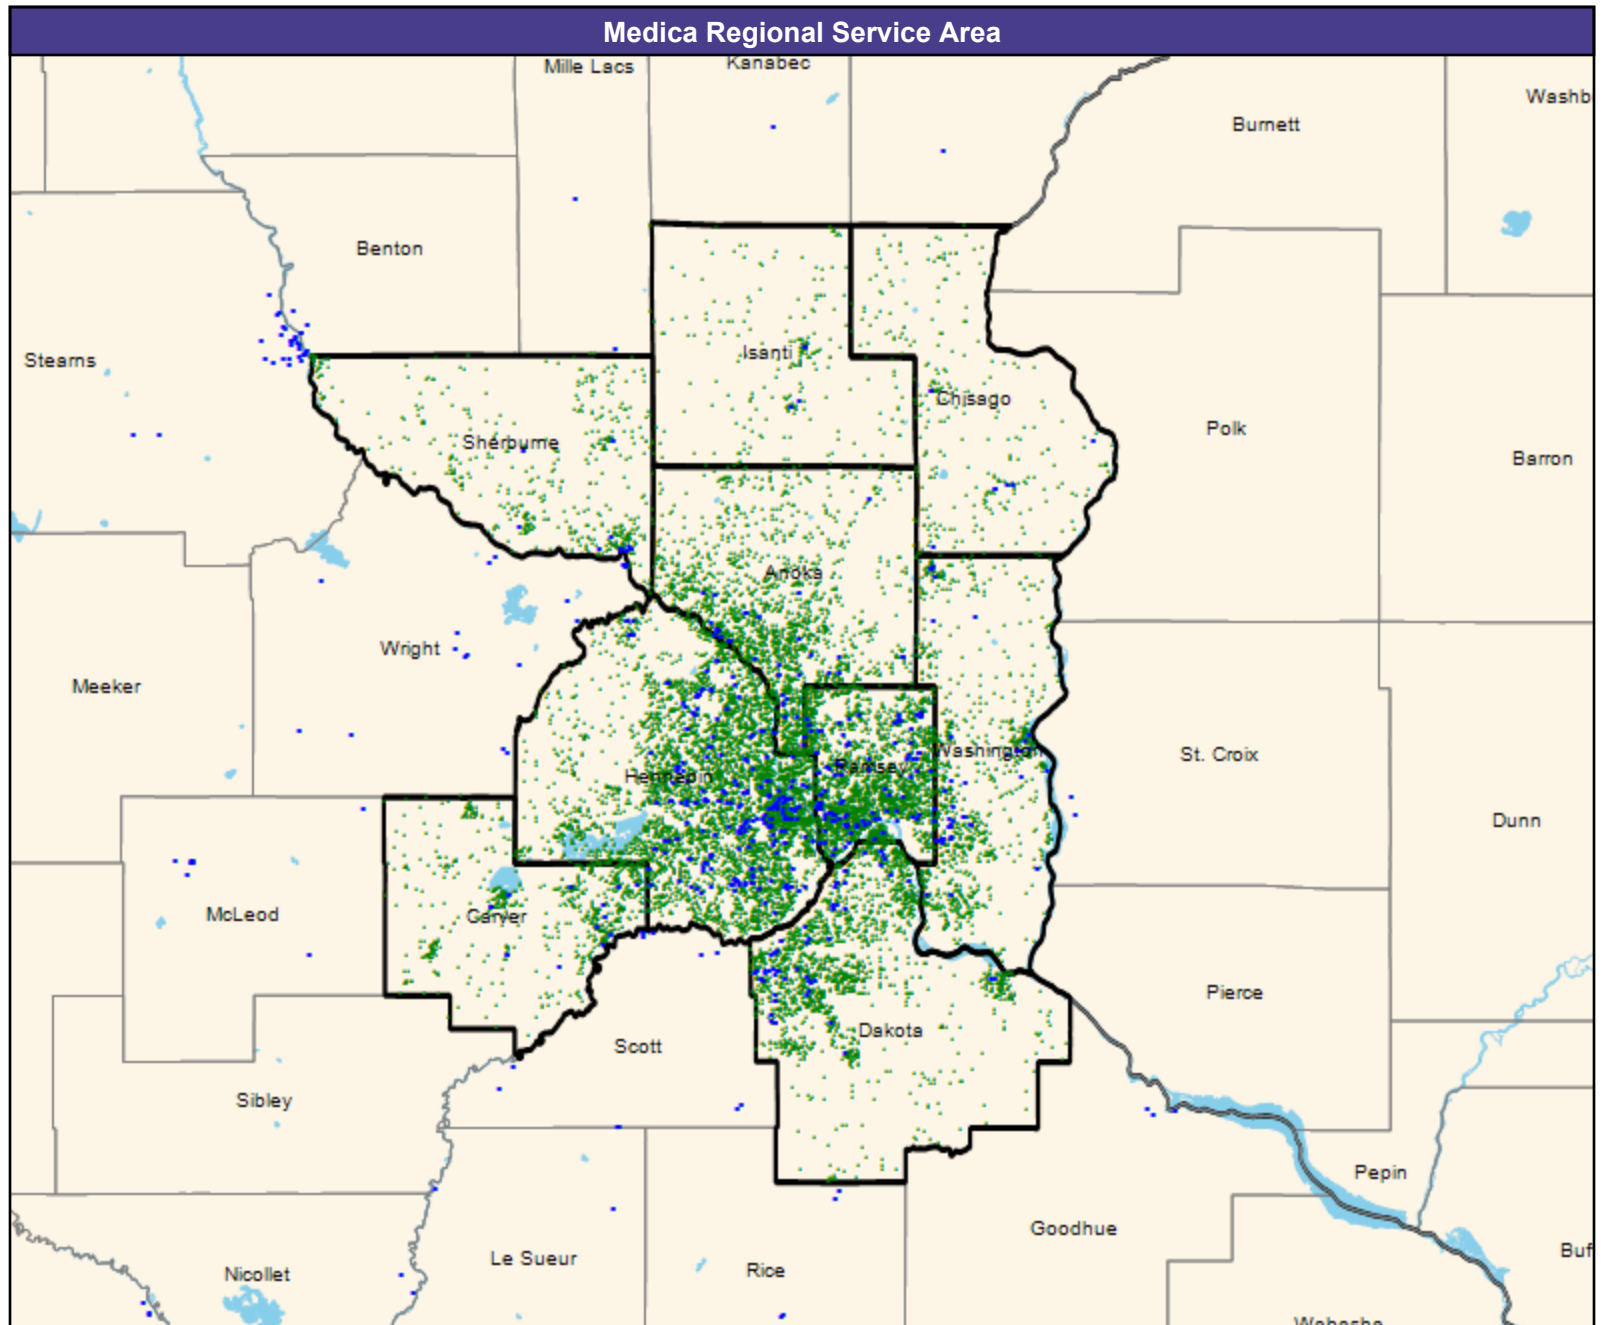 Medica Regional Service Area
Mille Lacs
Kanabec
Washb
Burnett
Benton
Stearns
Isanti
Chisago
Sherburne
Polk
Barron
Anoka
Wright
Meeker
Hennepin
Ramsey
Washington
St. Croix
Dunn
McLeod
Carver
Pierce
Scott
Dakota
Sibley
Pepin
Goodhue
Buf
Le Sueur
Rice
Nicollet
Wabasha